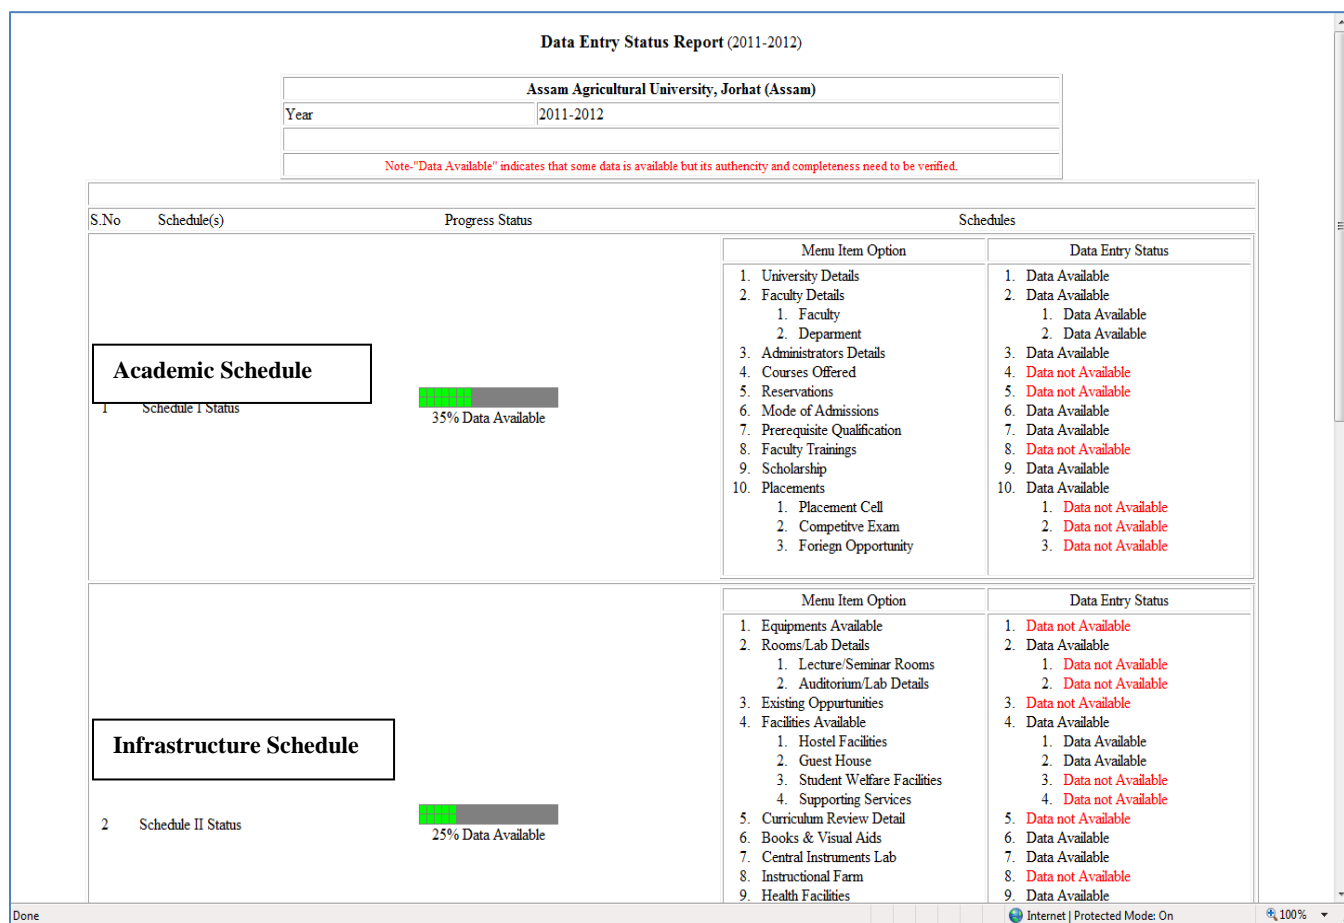 Data Entry Status Report (2011-2012)
Assam Agricultural University, Jorhat (Assam)
Year 2011-2012
Note-"Data Available" indicates that some data is available but its authencity and completeness need to be verified.
S.No Schedule(s) Progress Status Schedules
Menu Item Option Data Entry Status
1. University Details 1. Data Available
2. Faculty Details 2. Data Available
1. Faculty 1. Data Available
2. Deparment 2. Data Available
3. Administrators Details 3. Data Available
Academic Schedule
4. Courses Offered 4. Data not Available
5. Reservations 5. Data not Available
1 Schedule I Status
6. Mode of Admissions 6. Data Available
35% Data Available
7. Prerequisite Qualification 7. Data Available
8. Faculty Trainings 8. Data not Available
9. Scholarship 9. Data Available
10. Placements 10. Data Available
1. Placement Cell 1. Data not Available
2. Competitve Exam 2. Data not Available
3. Foriegn Opportunity 3. Data not Available
Menu Item Option Data Entry Status
1. Equipments Available 1. Data not Available
2. Rooms/Lab Details 2. Data Available
1. Lecture/Seminar Rooms 1. Data not Available
2. Auditorium/Lab Details 2. Data not Available
3. Existing Oppurtunities 3. Data not Available
4. Facilities Available 4. Data Available
Infrastructure Schedule
1. Hostel Facilities 1. Data Available
2. Guest House 2. Data Available
3. Student Welfare Facilities 3. Data not Available
4. Supporting Services 4. Data not Available
2 Schedule II Status
25% Data Available
5. Curriculum Review Detail 5. Data not Available
6. Books & Visual Aids 6. Data Available
7. Central Instruments Lab 7. Data Available
8. Instructional Farm 8. Data not Available
9. Health Facilities 9. Data Available
Done Internet | Protected Mode: On 100%